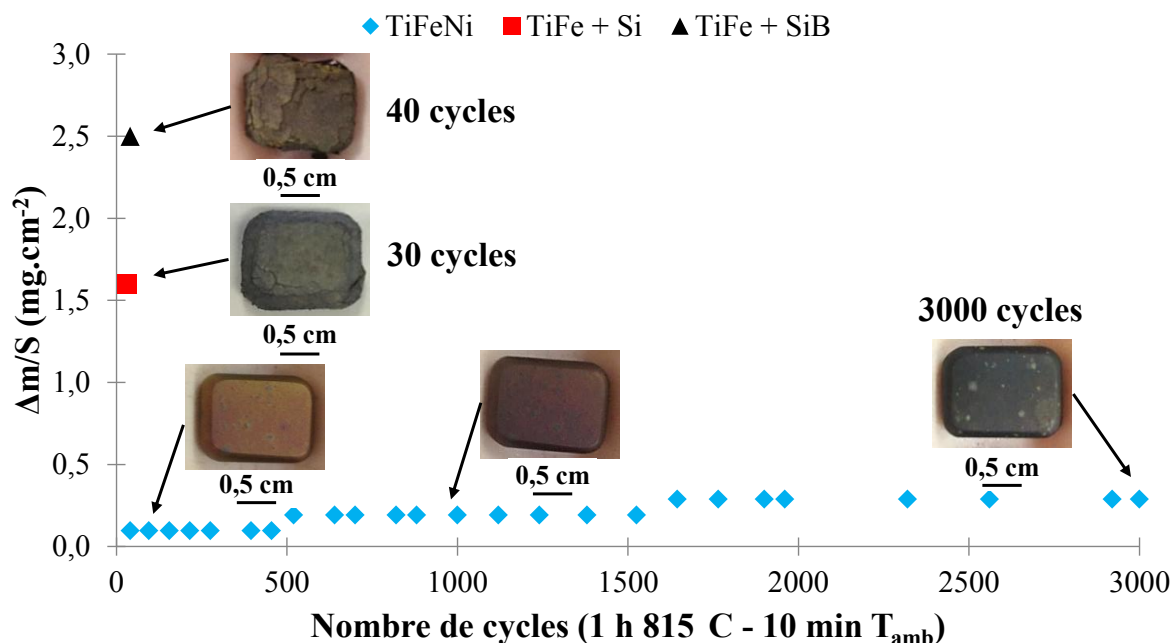 TiFeNi TiFe + Si TiFe + SiB
3,0
2,5
2,0
1,5
1,0
0,5
0,0
Δm/S (mg.cm⁻²)
40 cycles
0,5 cm
30 cycles
0,5 cm
3000 cycles
0,5 cm
0,5 cm
0,5 cm
0 500 1000 1500 2000 2500 3000
Nombre de cycles (1 h 815 C - 10 min Tamb)